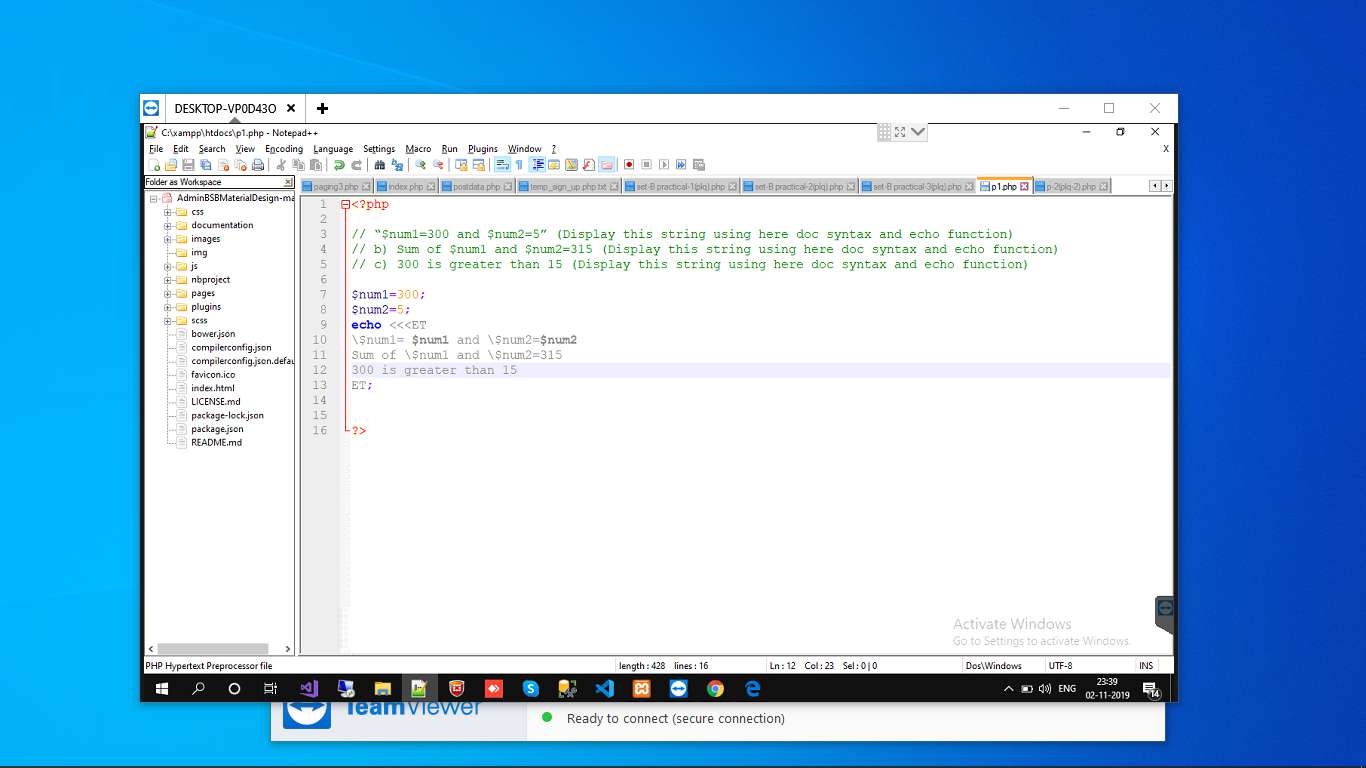 DESKTOP-VP0D43O
C:\xampp\htdocs\p1.php - Notepad++
File Edit Search View Encoding Language Settings Macro Run Plugins Window ? X
Folder as Workspace
paging3.php index.php postdata.php temp_sign_up.php.txt set-B practical-1(plq).php set-B practical-2(plq).php set-B practical-3(plq).php p1.php p-2(plq-2).php
AdminBSBMaterialDesign-ma
css
documentation
images
img
js
nbproject
pages
plugins
scss
bower.json
compilerconfig.json
compilerconfig.json.defau
favicon.ico
index.html
LICENSE.md
package-lock.json
package.json
README.md
1 <?php
2
3 // “$num1=300 and $num2=5” (Display this string using here doc syntax and echo function)
4 // b) Sum of $num1 and $num2=315 (Display this string using here doc syntax and echo function)
5 // c) 300 is greater than 15 (Display this string using here doc syntax and echo function)
6
7 $num1=300;
8 $num2=5;
9 echo <<<ET
10 \$num1= $num1 and \$num2=$num2
11 Sum of \$num1 and \$num2=315
12 300 is greater than 15
13 ET;
14
15
16 ?>
Activate Windows
Go to Settings to activate Windows.
PHP Hypertext Preprocessor file length : 428 lines : 16 Ln : 12 Col : 23 Sel : 0 | 0 Dos\Windows UTF-8 INS
ENG 23:39
02-11-2019 14
TeamViewer
Ready to connect (secure connection)